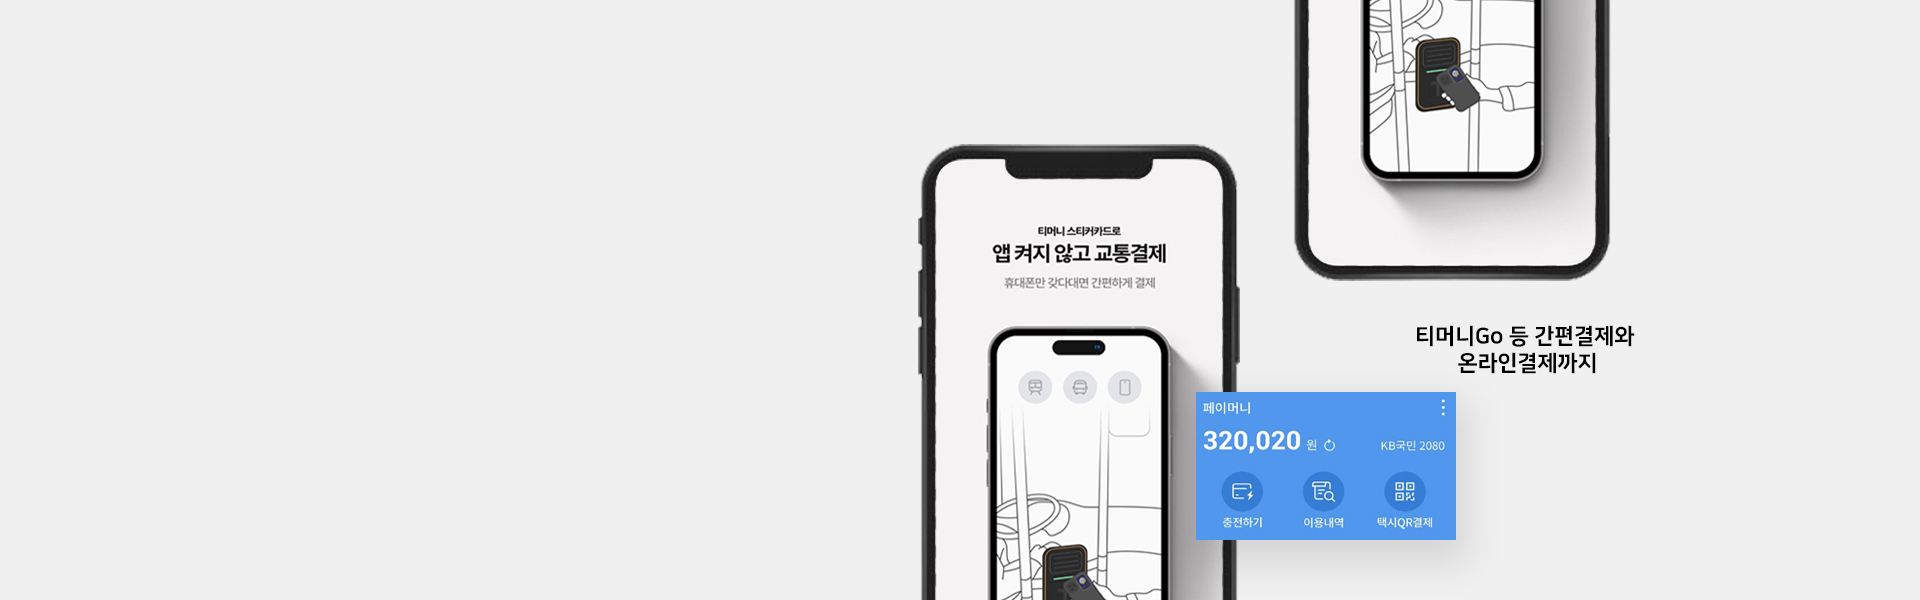 티머니 스티커카드로
앱 켜지 않고 교통결제
휴대폰만 갖다대면 간편하게 결제
티머니Go 등 간편결제와
온라인결제까지
페이머니
320,020 원
KB국민 2080
충전하기
이용내역
택시QR결제